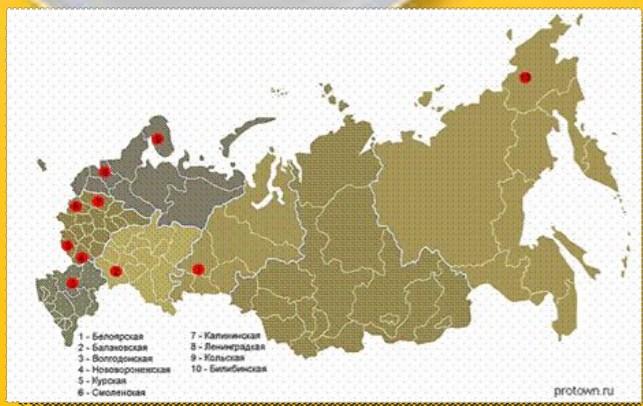 1 - Белоярская
2 - Балаковская
3 - Волгодонская
4 - Нововоронежская
5 - Курская
6 - Смоленская
7 - Калининская
8 - Ленинградкая
9 - Кольская
10 - Билибинская
protown.ru